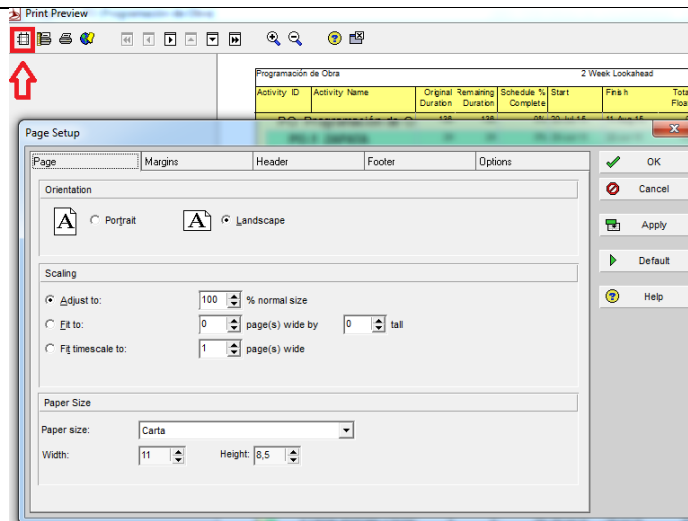 Print Preview
Programación de Obra 2 Week Lookahead
Activity ID Activity Name Original Remaining Schedule % Start Finish Tota
Duration Duration Complete Floa
Page Setup
Page Margins Header Footer Options
OK
Orientation
Cancel
Portrait Landscape
Apply
Default
Scaling
Adjust to: 100 % normal size
Help
Fit to: 0 page(s) wide by 0 tall
Fit timescale to: 1 page(s) wide
Paper Size
Paper size: Carta
Width: 11 Height: 8,5